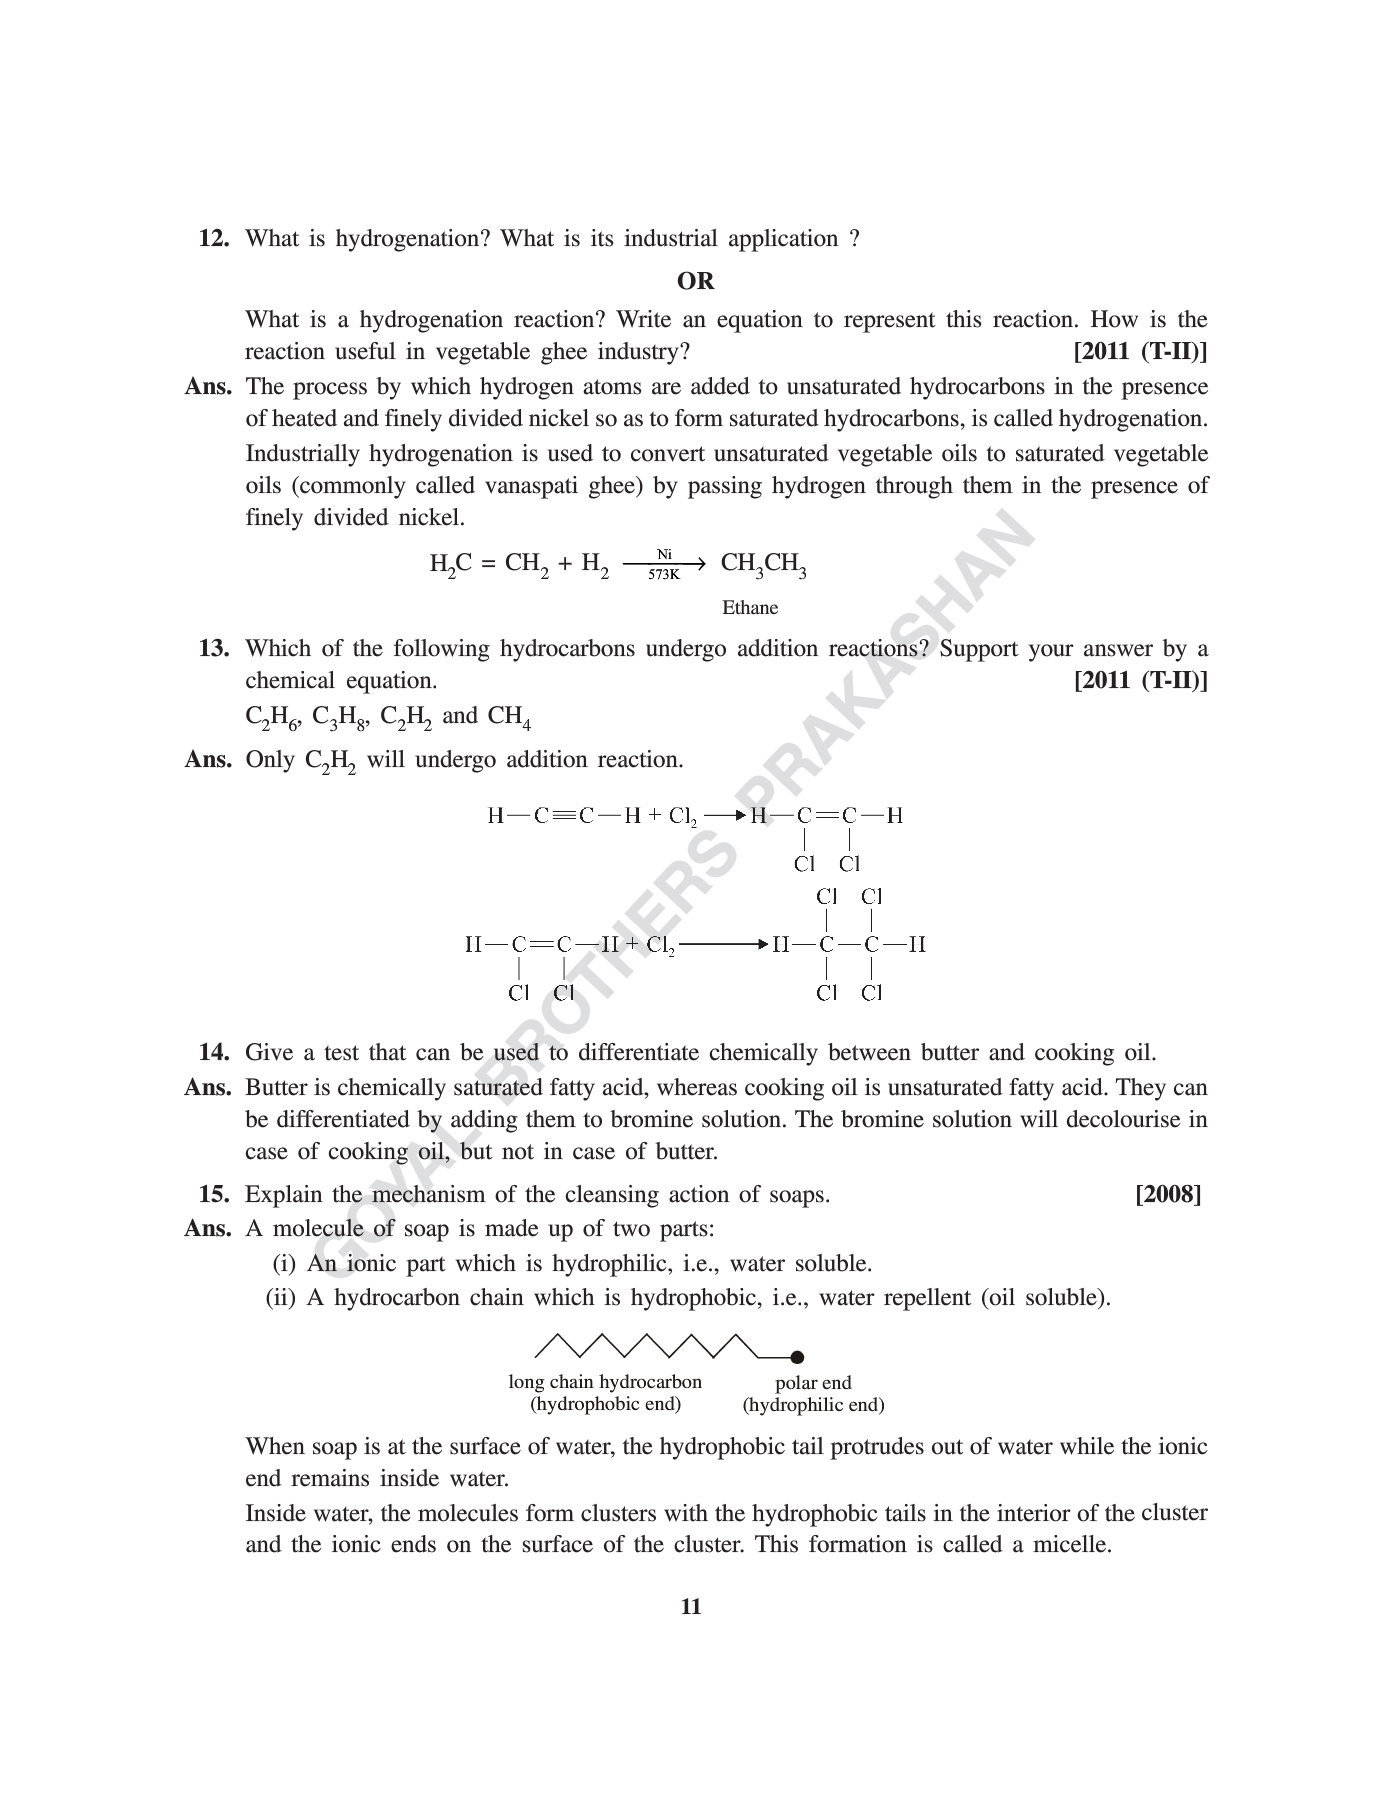 12. What is hydrogenation? What is its industrial application ?
OR
What is a hydrogenation reaction? Write an equation to represent this reaction. How is the
reaction useful in vegetable ghee industry? [2011 (T-II)]
Ans. The process by which hydrogen atoms are added to unsaturated hydrocarbons in the presence
of heated and finely divided nickel so as to form saturated hydrocarbons, is called hydrogenation.
Industrially hydrogenation is used to convert unsaturated vegetable oils to saturated vegetable
oils (commonly called vanaspati ghee) by passing hydrogen through them in the presence of
finely divided nickel.
H₂C = CH₂ + H₂ —Ni/573K→ CH₃CH₃
Ethane
13. Which of the following hydrocarbons undergo addition reactions? Support your answer by a
chemical equation. [2011 (T-II)]
C₂H₆, C₃H₈, C₂H₂ and CH₄
Ans. Only C₂H₂ will undergo addition reaction.
H—C≡C—H + Cl₂ → H—C=C—H
Cl Cl
Cl Cl
H—C=C—H + Cl₂ → H—C—C—H
Cl Cl Cl Cl
14. Give a test that can be used to differentiate chemically between butter and cooking oil.
Ans. Butter is chemically saturated fatty acid, whereas cooking oil is unsaturated fatty acid. They can
be differentiated by adding them to bromine solution. The bromine solution will decolourise in
case of cooking oil, but not in case of butter.
15. Explain the mechanism of the cleansing action of soaps. [2008]
Ans. A molecule of soap is made up of two parts:
(i) An ionic part which is hydrophilic, i.e., water soluble.
(ii) A hydrocarbon chain which is hydrophobic, i.e., water repellent (oil soluble).
long chain hydrocarbon polar end
(hydrophobic end) (hydrophilic end)
When soap is at the surface of water, the hydrophobic tail protrudes out of water while the ionic
end remains inside water.
Inside water, the molecules form clusters with the hydrophobic tails in the interior of the cluster
and the ionic ends on the surface of the cluster. This formation is called a micelle.
11
GOYAL BROTHERS PRAKASHAN